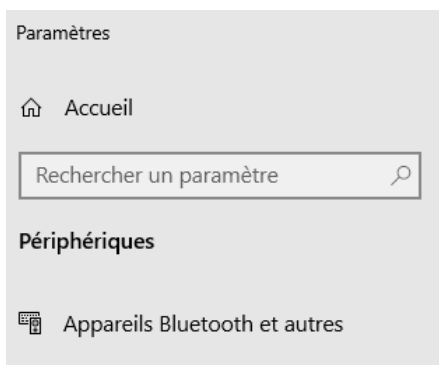 Paramètres
Accueil
Rechercher un paramètre
Périphériques
Appareils Bluetooth et autres